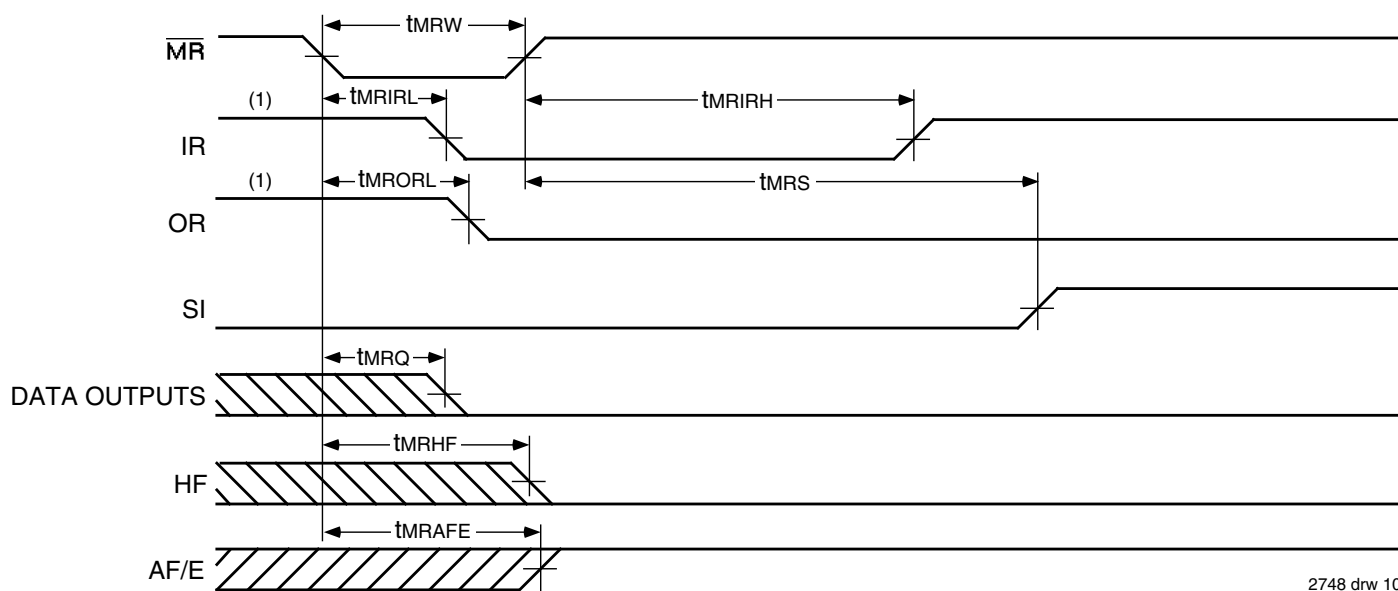 tMRW
MR
(1)
tMRIRL
tMRIRH
IR
(1)
tMRORL
tMRS
OR
SI
tMRQ
DATA OUTPUTS
tMRHF
HF
tMRAFE
AF/E
2748 drw 10